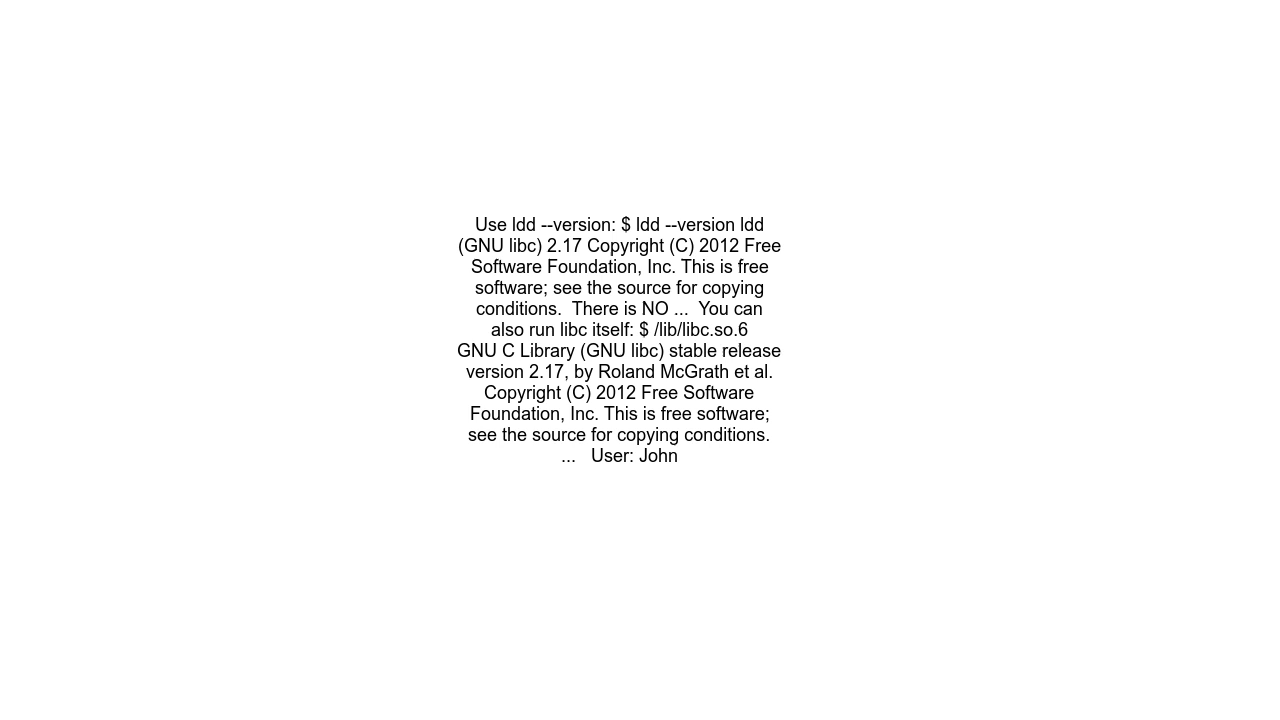 Use ldd --version: $ ldd --version ldd
(GNU libc) 2.17 Copyright (C) 2012 Free
Software Foundation, Inc. This is free
software; see the source for copying
conditions.  There is NO ...  You can
also run libc itself: $ /lib/libc.so.6
GNU C Library (GNU libc) stable release
version 2.17, by Roland McGrath et al.
Copyright (C) 2012 Free Software
Foundation, Inc. This is free software;
see the source for copying conditions.
...   User: John